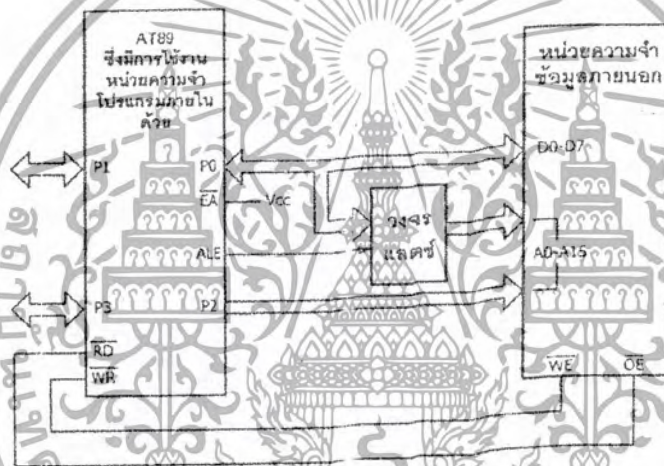 AT89
ซึ่งมีการใช้งาน
หน่วยความจำ
โปรแกรมภายใน
ด้วย
P1
P0
EA
Vcc
ALE
P3
P2
RD
WR
วงจร
แลตช์
หน่วยความจำ
ข้อมูลภายนอก
D0-D7
A0-A15
WE
OE